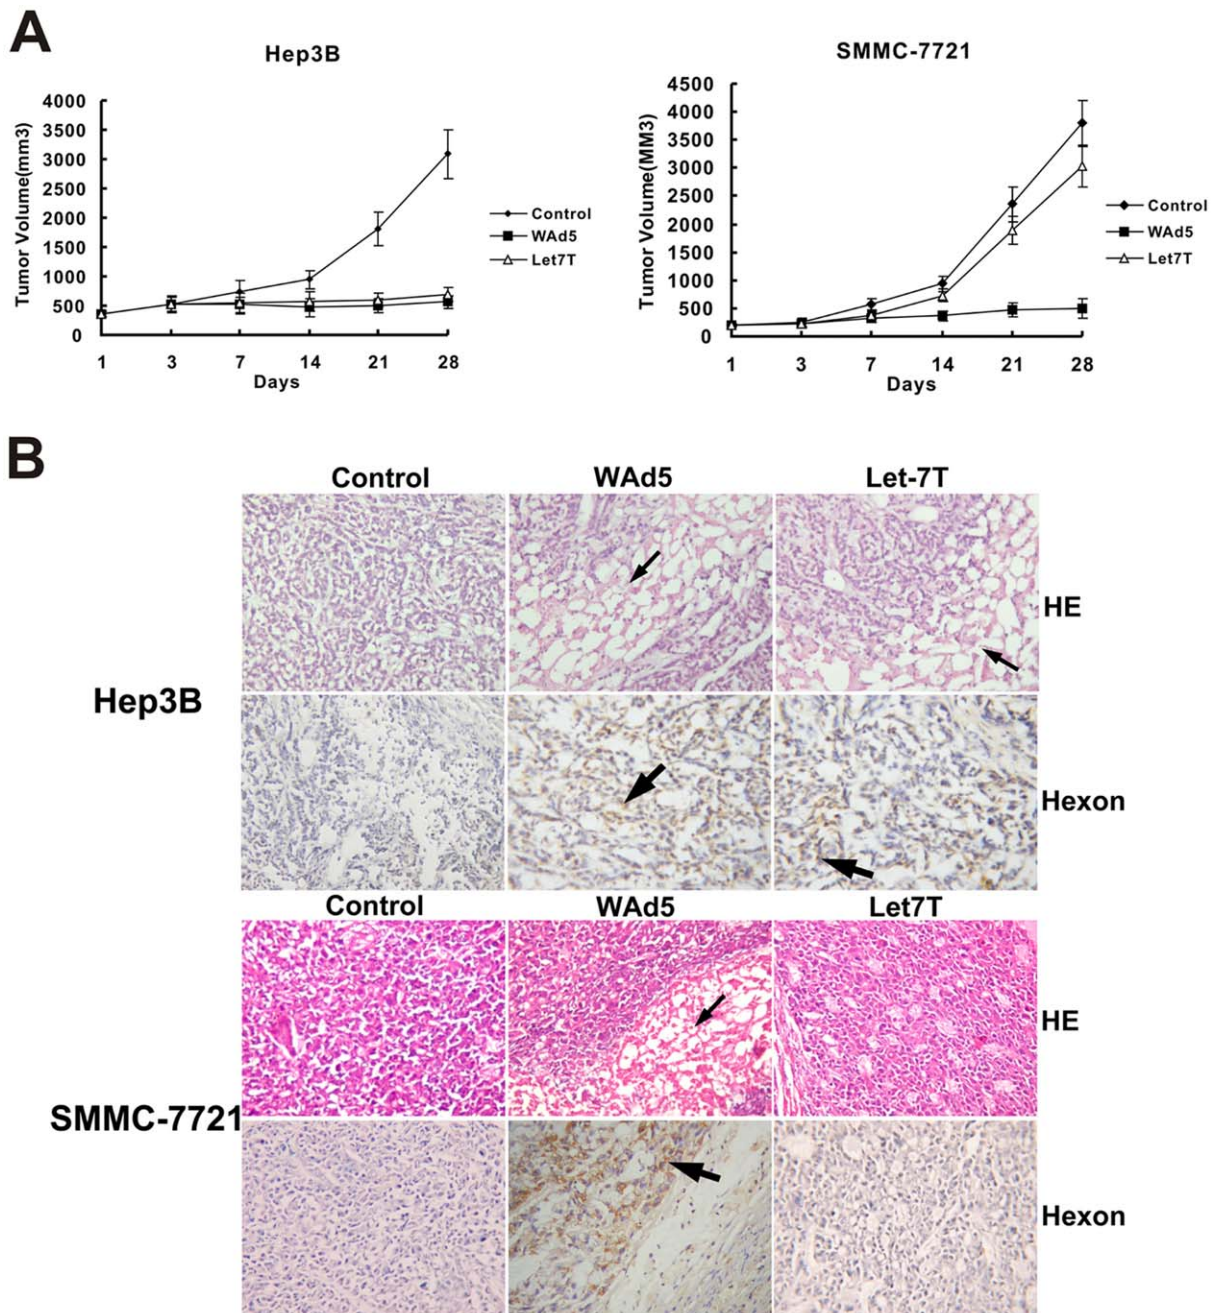 A
Hep3B
Tumor Volume(mm3)
4000
3500
3000
2500
2000
1500
1000
500
0
1 3 7 14 21 28
Days
Control
WAd5
Let7T
SMMC-7721
Tumor Volume(MM3)
4500
4000
3500
3000
2500
2000
1500
1000
500
0
1 3 7 14 21 28
Days
Control
WAd5
Let7T
B
Control WAd5 Let-7T
HE
Hep3B
Hexon
Control WAd5 Let7T
HE
SMMC-7721
Hexon